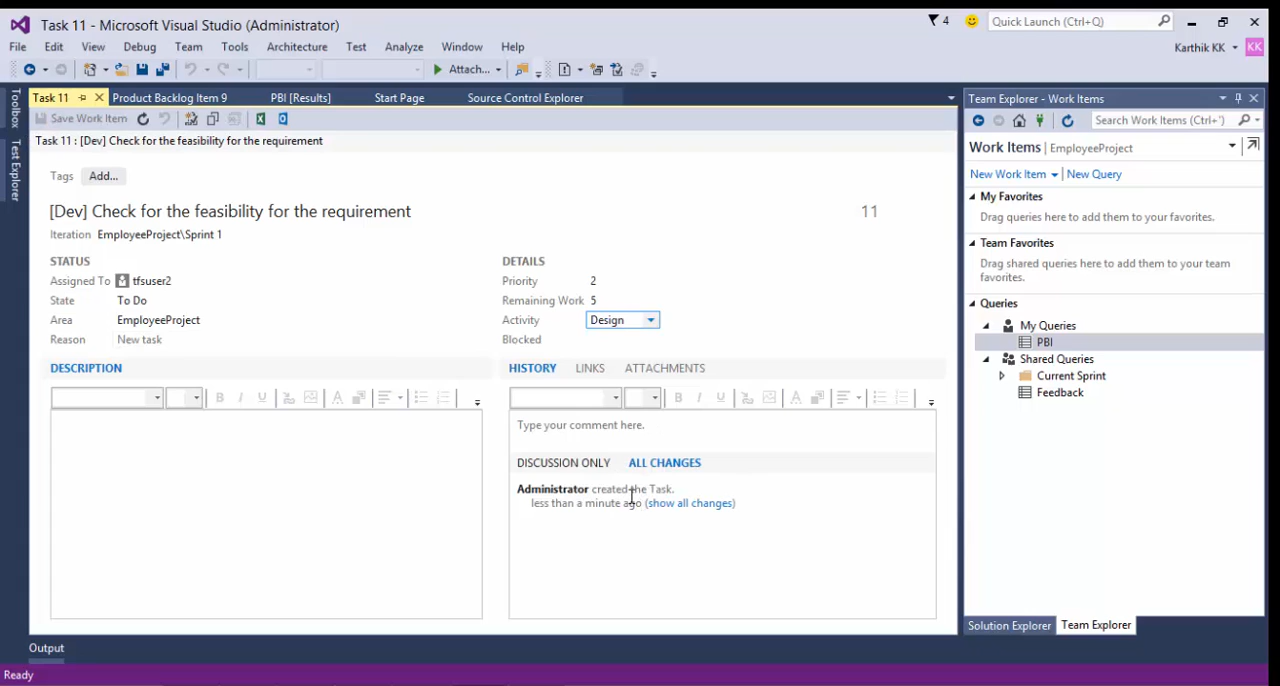 Task 11 - Microsoft Visual Studio (Administrator)
4
Quick Launch (Ctrl+Q)
File Edit View Debug Team Tools Architecture Test Analyze Window Help
Karthik KK
KK
Attach...
Toolbox
Test Explorer
Task 11
Product Backlog Item 9
PBI [Results]
Start Page
Source Control Explorer
Save Work Item
Task 11 : [Dev] Check for the feasibility for the requirement
Tags Add...
[Dev] Check for the feasibility for the requirement 11
Iteration EmployeeProject\Sprint 1
STATUS
Assigned To tfsuser2
State To Do
Area EmployeeProject
Reason New task
DETAILS
Priority 2
Remaining Work 5
Activity Design
Blocked
DESCRIPTION
B I U A
HISTORY LINKS ATTACHMENTS
B I U A
Type your comment here.
DISCUSSION ONLY ALL CHANGES
Administrator created the Task.
less than a minute ago (show all changes)
Team Explorer - Work Items
Search Work Items (Ctrl+')
Work Items | EmployeeProject
New Work Item New Query
My Favorites
Drag queries here to add them to your favorites.
Team Favorites
Drag shared queries here to add them to your team
favorites.
Queries
My Queries
PBI
Shared Queries
Current Sprint
Feedback
Solution Explorer Team Explorer
Output
Ready